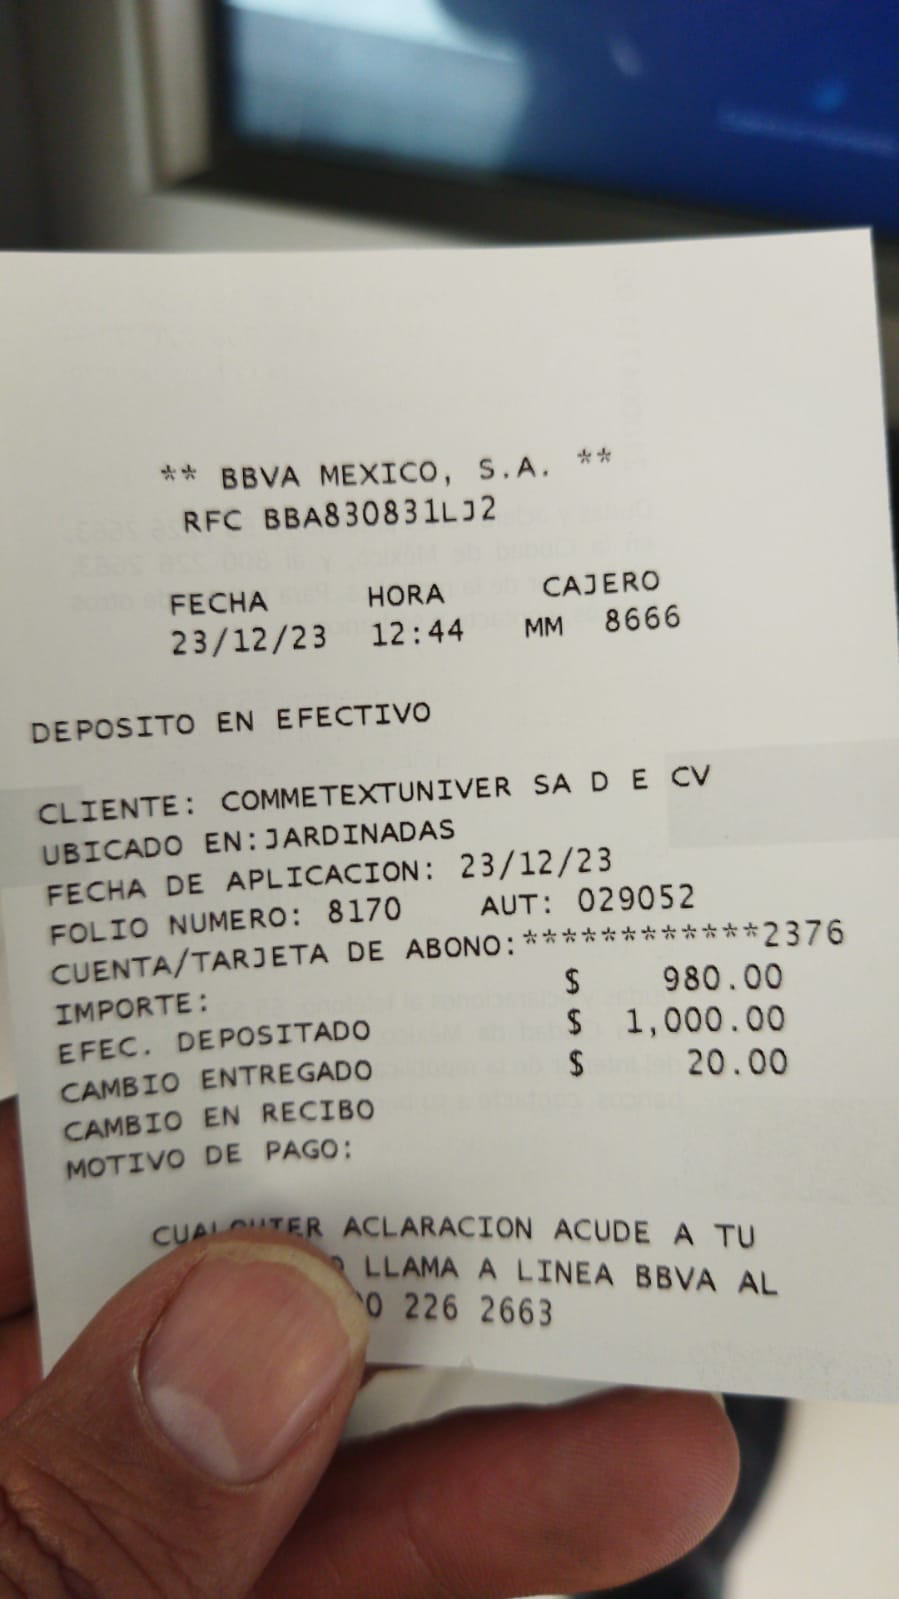 ** BBVA MEXICO, S.A. **
RFC BBA830831LJ2
FECHA HORA CAJERO
23/12/23 12:44 MM 8666
DEPOSITO EN EFECTIVO
CLIENTE: COMMETEXTUNIVER SA D E CV
UBICADO EN:JARDINADAS
FECHA DE APLICACION: 23/12/23
FOLIO NUMERO: 8170 AUT: 029052
CUENTA/TARJETA DE ABONO:************2376
IMPORTE: $ 980.00
EFEC. DEPOSITADO $ 1,000.00
CAMBIO ENTREGADO $ 20.00
CAMBIO EN RECIBO
MOTIVO DE PAGO:
CUALQUIER ACLARACION ACUDE A TU
LLAMA A LINEA BBVA AL
226 2663